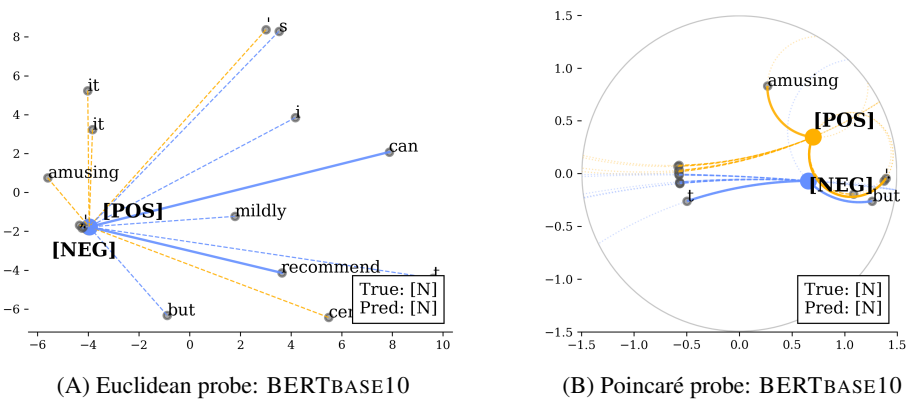 8
6
4
2
0
−2
−4
−6
−6
−4
−2
0
2
4
6
8
10
'
s
it
it
i
can
amusing
mildly
[POS]
[NEG]
recommend
t
but
True: [N]
Pred: [N]
(A) Euclidean probe: BERTBASE10
1.5
1.0
0.5
0.0
−0.5
−1.0
−1.5
−1.5
−1.0
−0.5
0.0
0.5
1.0
1.5
amusing
[POS]
[NEG]
'
t
but
True: [N]
Pred: [N]
(B) Poincaré probe: BERTBASE10